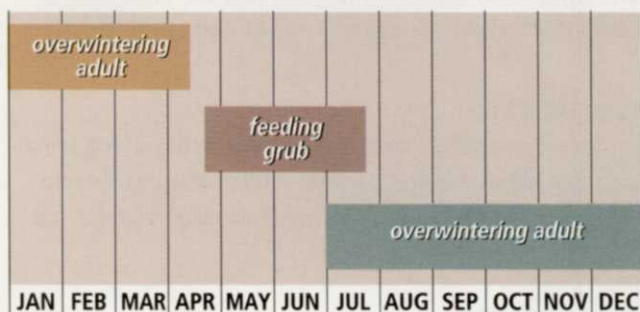 overwintering
adult
feeding
grub
overwintering adult
JAN FEB MAR APR MAY JUN JUL AUG SEP OCT NOV DEC